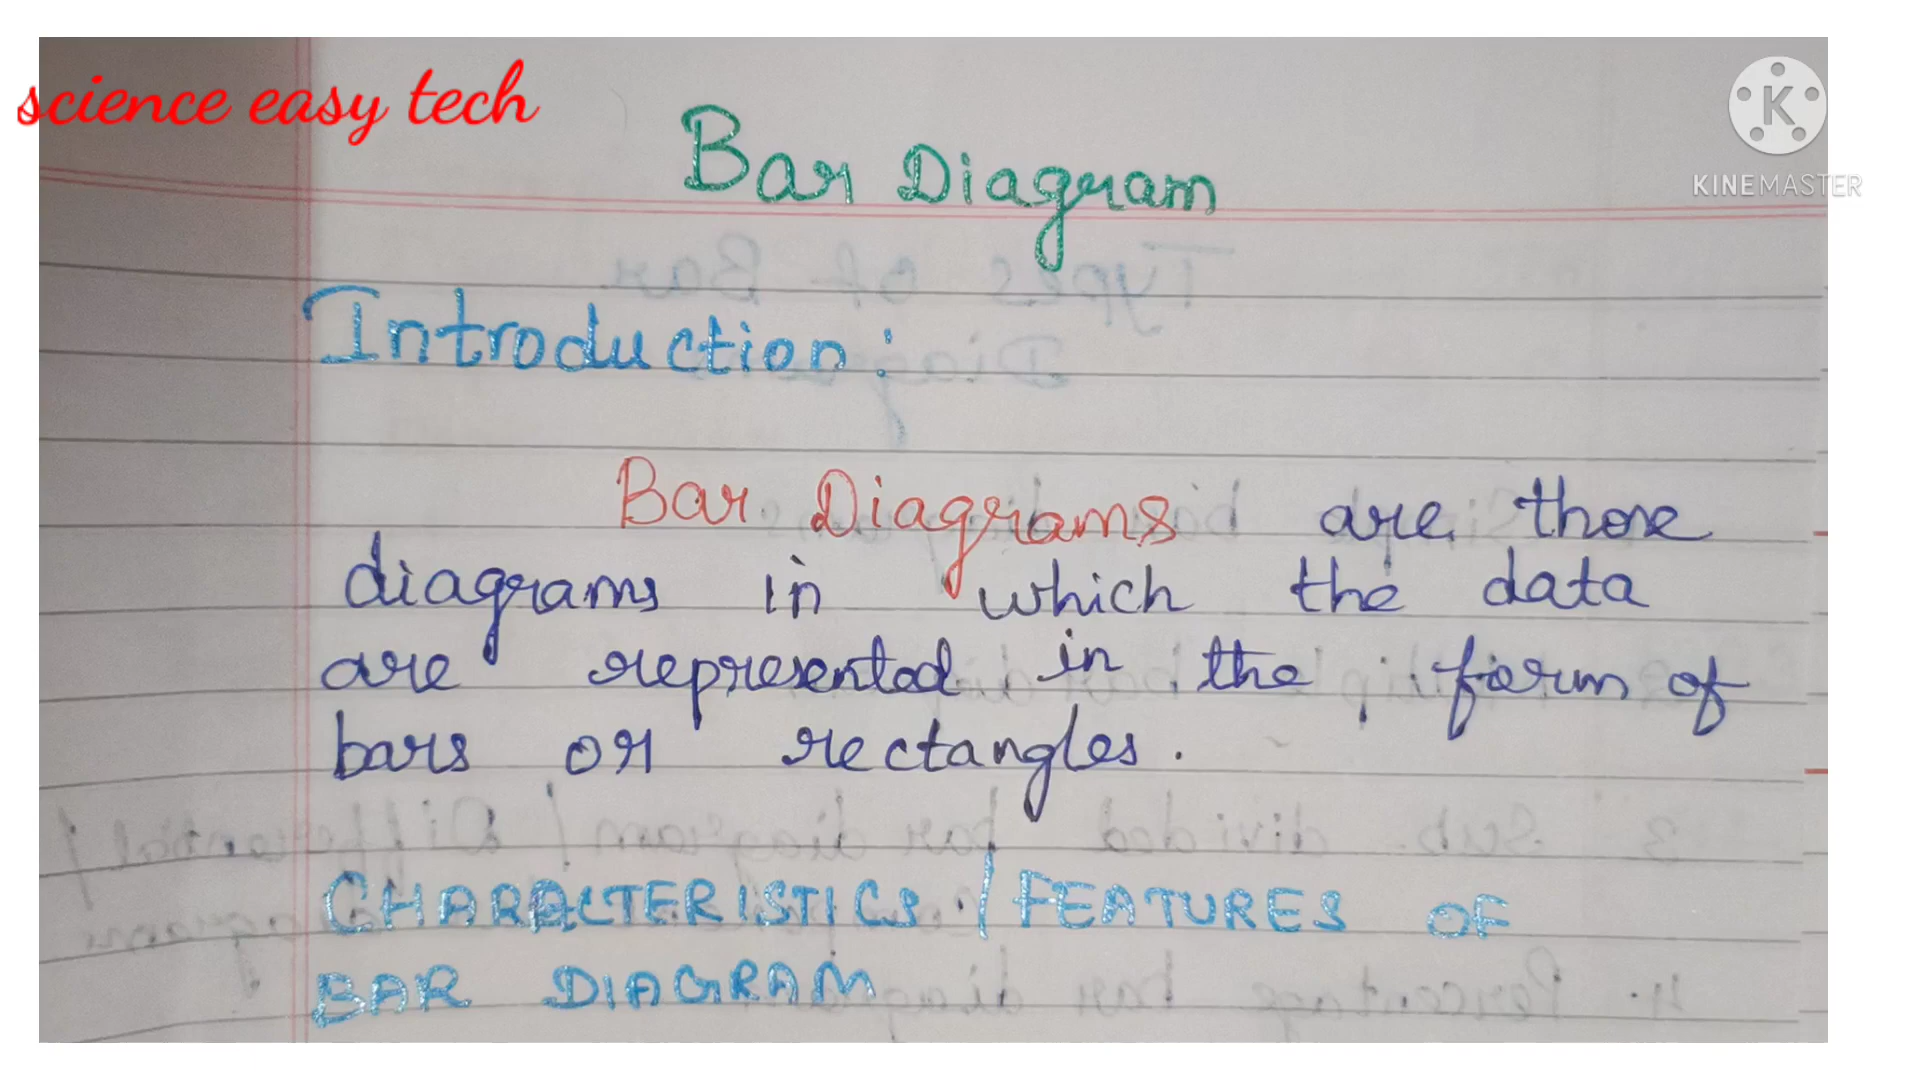 science easy tech
KINEMASTER
Bar Diagram
Introduction:
Bar Diagrams are those
diagrams in which the data
are represented in the form of
bars or rectangles.
CHARACTERISTICS / FEATURES OF
BAR DIAGRAM